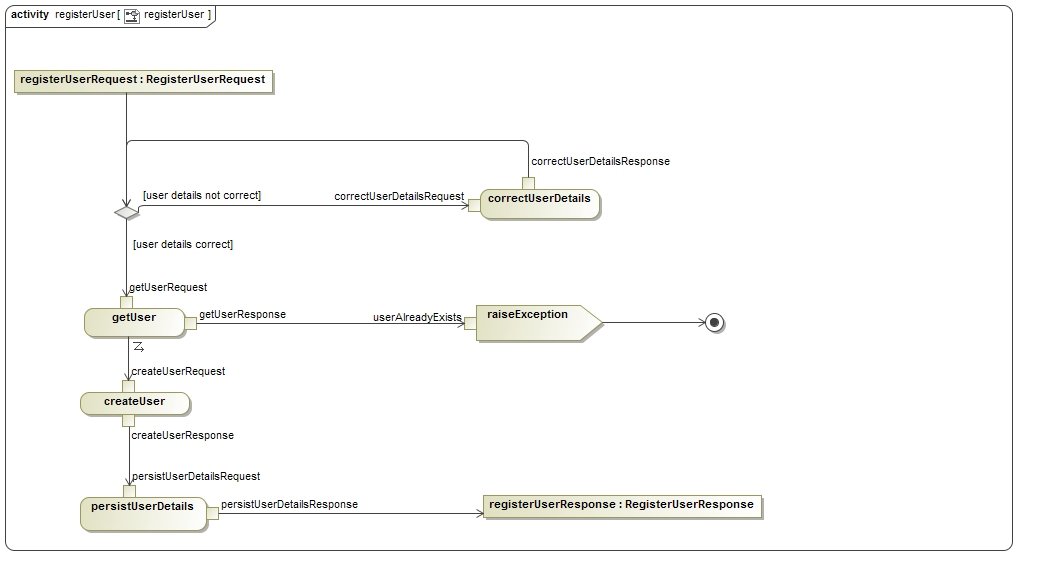 activity registerUser [ registerUser ]
registerUserRequest : RegisterUserRequest
correctUserDetailsResponse
[user details not correct]
correctUserDetailsRequest
correctUserDetails
[user details correct]
getUserRequest
getUser
getUserResponse
userAlreadyExists
raiseException
createUserRequest
createUser
createUserResponse
persistUserDetailsRequest
persistUserDetails
persistUserDetailsResponse
registerUserResponse : RegisterUserResponse